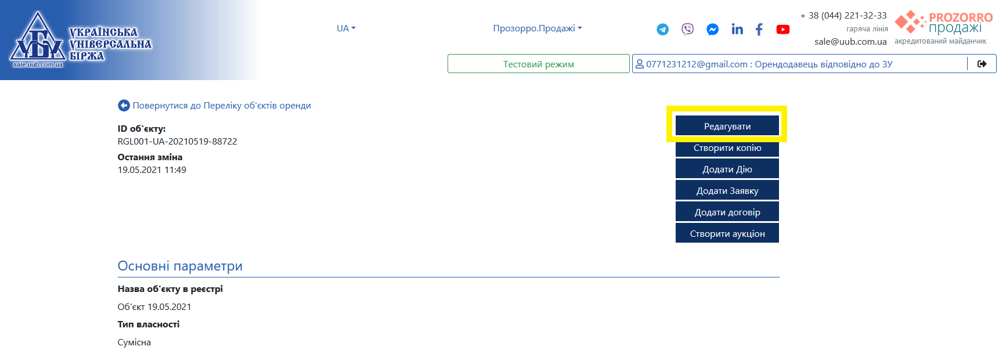 УБУ
sale.uub.com.ua
УКРАЇНСЬКА
УНІВЕРСАЛЬНА
БІРЖА
UA
Прозорро.Продажі
+ 38 (044) 221-32-33
гаряча лінія
sale@uub.com.ua
PROZORRO
продажі
акредитований майданчик
Тестовий режим
0771231212@gmail.com : Орендодавець відповідно до ЗУ
Повернутися до Переліку об'єктів оренди
ID об'єкту:
RGL001-UA-20210519-88722
Остання зміна
19.05.2021 11:49
Редагувати
Створити копію
Додати Дію
Додати Заявку
Додати договір
Створити аукціон
Основні параметри
Назва об'єкту в реєстрі
Об'єкт 19.05.2021
Тип власності
Сумісна